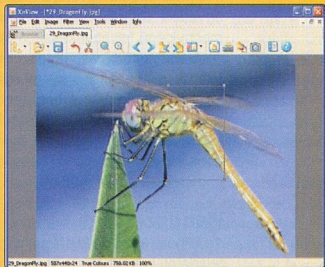 XnView - [*29_DragonFly.jpg]
File Edit Image Filter View Tools Window Info
Browser 29_DragonFly.jpg
29_DragonFly.jpg 587x440x24 True Colours 756.02 KB 100%